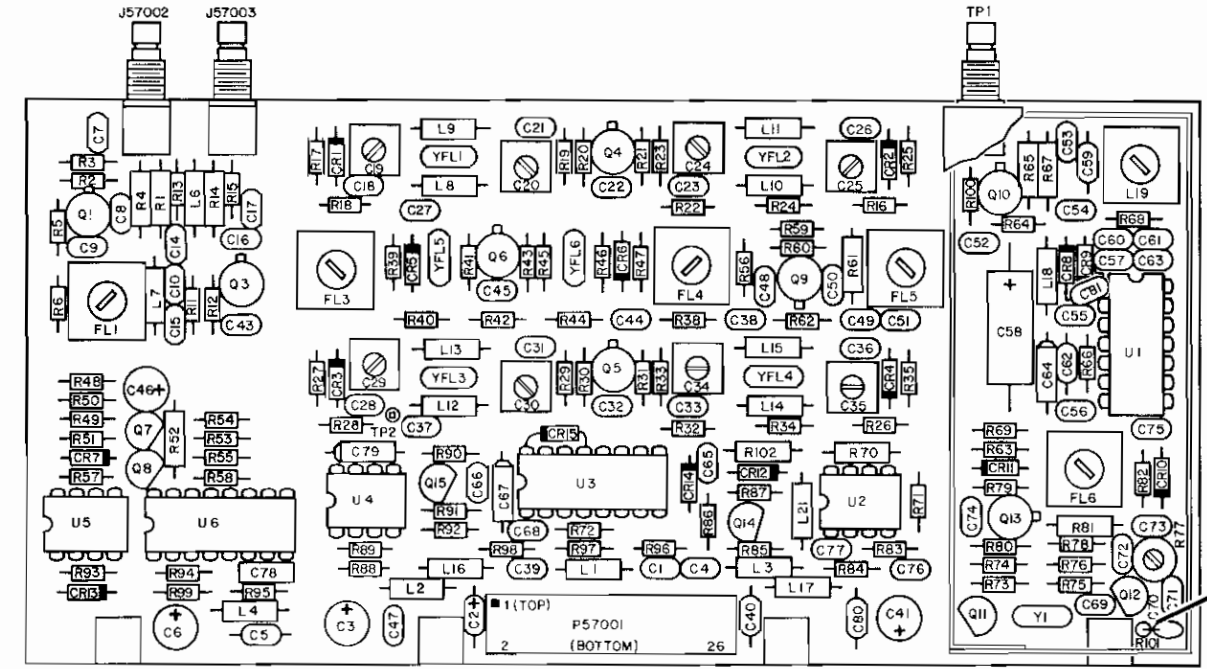 J57002 J57003 TP1
C7 R3 R2 R5 Q1 C9 C8 R4 R1 R13 L6 R14 R15 C17 C14 C16
R6 FL1 L7 C10 C15 R11 R12 Q3 C43
R17 CR1 C19 C18 R18 L9 YFL1 L8 C27 C21 C20 R19 R20 Q4 C22 R21 R23 C24 C23 R22 L11 YFL2 L10 R24 C26 C25 CR2 R25 R16
FL3 R39 CR5 YFL5 R41 Q6 C45 R43 R45 YFL6 R46 CR6 R47 FL4 R56 C48 R59 R60 Q9 C50 R61 FL5
R40 R42 R44 C44 R38 C38 R62 C49 C51
R27 CR3 C29 C28 R28 TP2 L13 YFL3 L12 C37 C31 C30 R29 R30 Q5 C32 R31 R33 C34 C33 R32 L15 YFL4 L14 R34 C36 C35 CR4 R35 R26
R100 Q10 R65 R67 C53 C59 L19 R64 C54 C52 R68 C60 C61 C57 C63
C58 + L18 CR8 CR9 C81 C55 U1 C64 C62 R66 C56 C75
R48 R50 R49 R51 CR7 R57 C46+ Q7 Q8 R52 R54 R53 R55 R58
U5 U6 R93 CR13 R94 R99 C78 R95 L4 C6 + C5
C79 U4 R89 R88 Q15 R90 R91 R92 C66 C67 C68 CR15 U3 R72 R98 R97 C39 L16 L2 L1 R96 C1 C4
CR14 C65 R86 R102 CR12 R87 Q14 R85 L3 L21 R70 U2 R71 C77 R83 R84 C76 L17
C3 + C47 C2 + 1 (TOP) P57001 2 (BOTTOM) 26 C40 C80 C41 +
R69 R63 CR11 R79 FL6 R82 CR10 C74 Q13 R80 R74 R73 R81 R78 R76 R75 C72 C73 R77
Q11 Y1 C69 Q12 C70 C71 R101